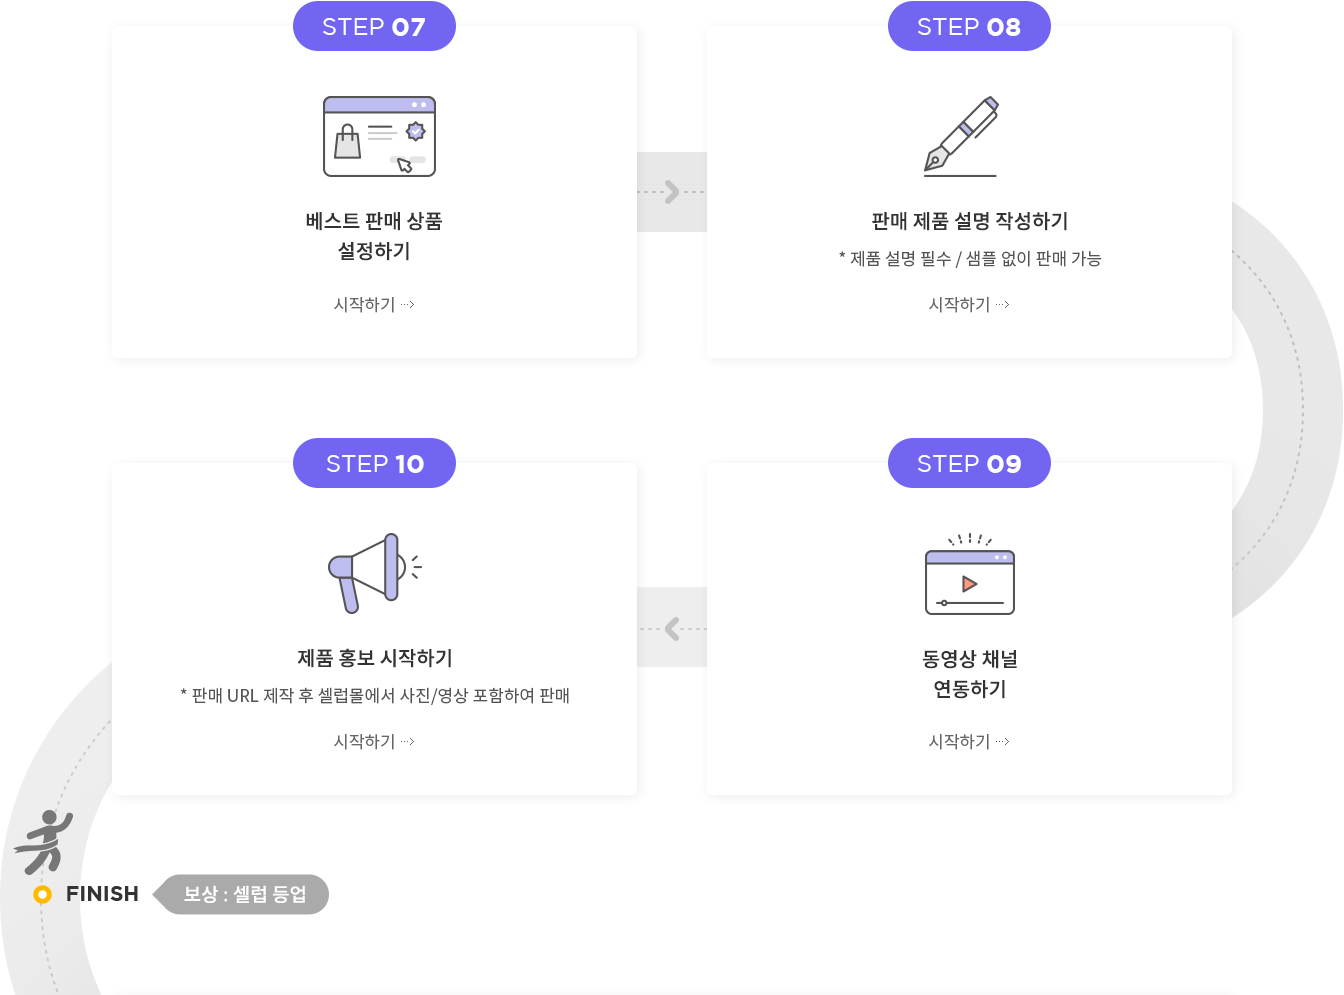 STEP 07
베스트 판매 상품
설정하기
시작하기
STEP 08
판매 제품 설명 작성하기
* 제품 설명 필수 / 샘플 없이 판매 가능
시작하기
STEP 10
제품 홍보 시작하기
* 판매 URL 제작 후 셀럽몰에서 사진/영상 포함하여 판매
시작하기
STEP 09
동영상 채널
연동하기
시작하기
FINISH
보상 : 셀럽 등업